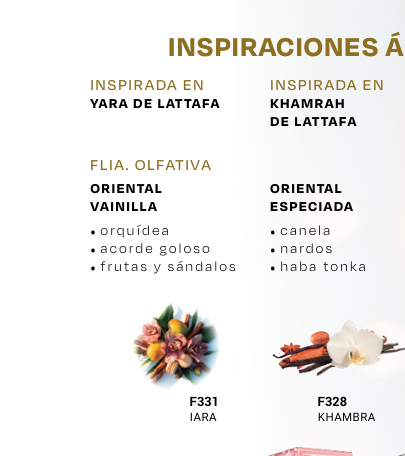 INSPIRACIONES Á
INSPIRADA EN
YARA DE LATTAFA
INSPIRADA EN
KHAMRAH
DE LATTAFA
FLIA. OLFATIVA
ORIENTAL
VAINILLA
• orquídea
• acorde goloso
• frutas y sándalos
ORIENTAL
ESPECIADA
• canela
• nardos
• haba tonka
F331
IARA
F328
KHAMBRA